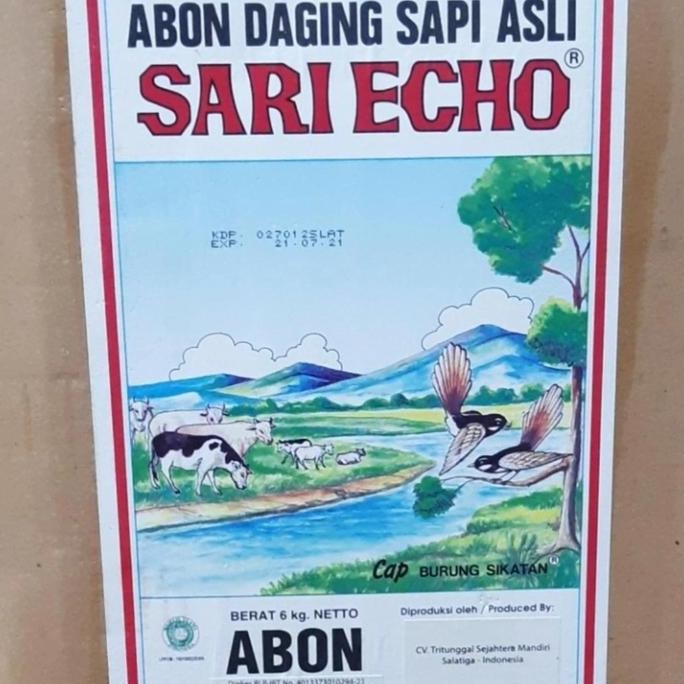 ABON DAGING SAPI ASLI
SARI ECHO®
KDP. 027012SLAT
EXP. 21.07.21
Cap BURUNG SIKATAN®
BERAT 6 kg. NETTO
ABON
Diproduksi oleh / Produced By:
CV. Tritunggal Sejahtera Mandiri
Salatiga - Indonesia